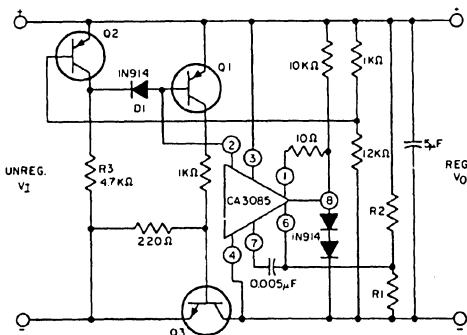 +
+
Q2
Q1
1N914
D1
10KΩ
1KΩ
10Ω
5µF
UNREG.
VI
REG
VO
R3
4.7KΩ
1KΩ
2
3
1
12KΩ
CA3085
8
R2
220Ω
4
7
6
1N914
0.005µF
R1
Q3
−
−